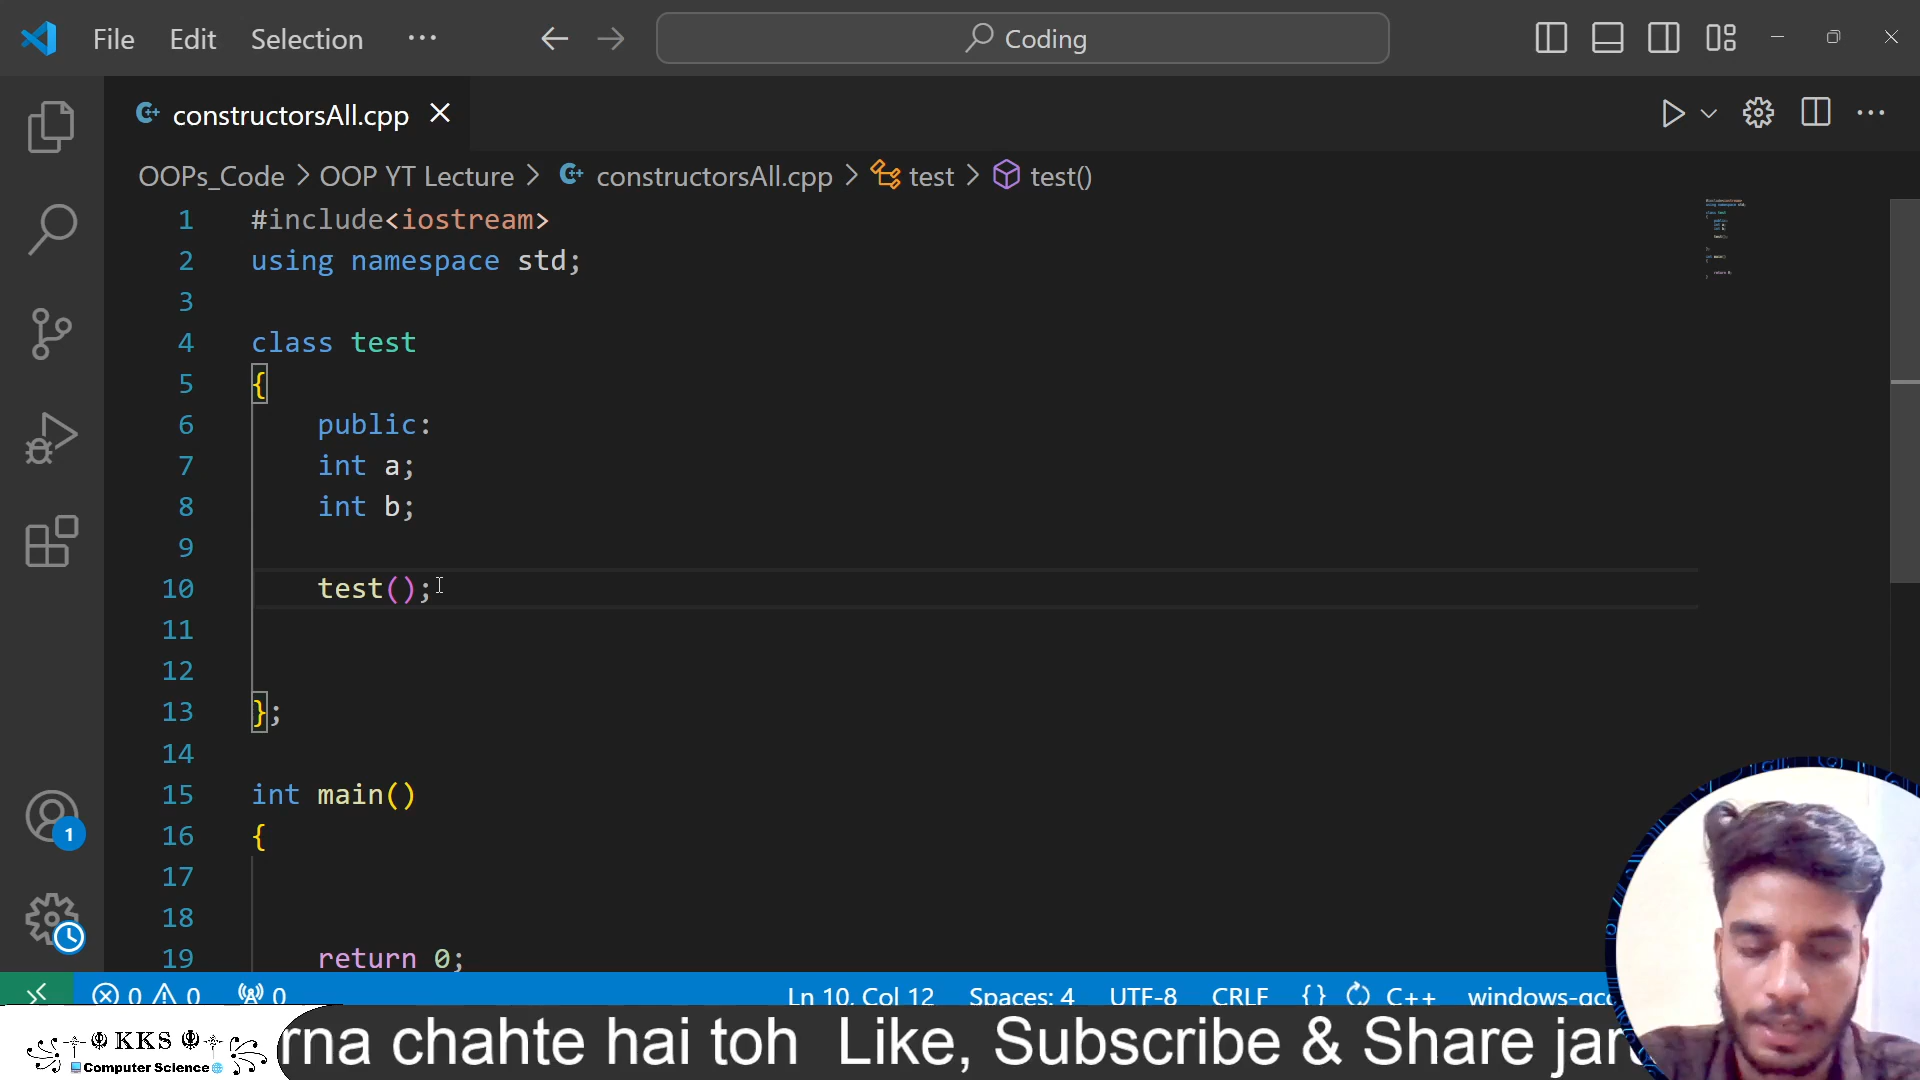 File Edit Selection ··· Coding
constructorsAll.cpp
OOPs_Code > OOP YT Lecture > constructorsAll.cpp > test > test()
1 #include<iostream>
2 using namespace std;
3
4 class test
5 {
6 public:
7 int a;
8 int b;
9
10 test();
11
12
13 };
14
15 int main()
16 {
17
18
19 return 0;
1
0 0 0 Ln 10, Col 12 Spaces: 4 UTF-8 CRLF {} C++ windows-gcc
KKS
Computer Science
rna chahte hai toh Like, Subscribe & Share jar